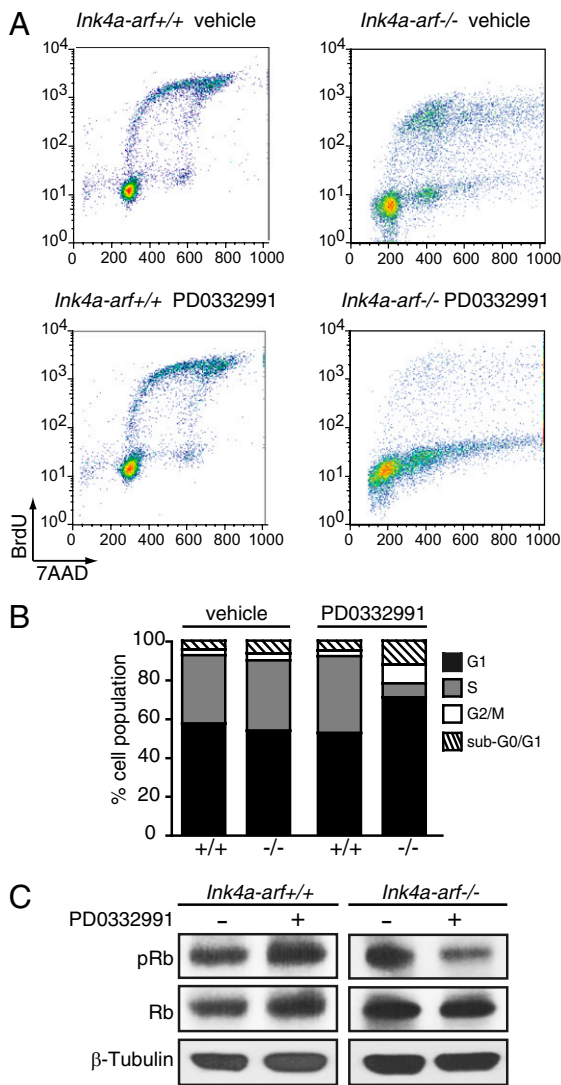 A
Ink4a-arf+/+ vehicle
Ink4a-arf-/- vehicle
10⁴
10³
10²
10¹
10⁰
0 200 400 600 800 1000
10⁴
10³
10²
10¹
10⁰
0 200 400 600 800 1000
Ink4a-arf+/+ PD0332991
Ink4a-arf-/- PD0332991
10⁴
10³
10²
10¹
10⁰
0 200 400 600 800 1000
10⁴
10³
10²
10¹
10⁰
0 200 400 600 800 1000
BrdU
7AAD
B
vehicle PD0332991
% cell population
100
80
60
40
20
0
+/+ -/- +/+ -/-
G1
S
G2/M
sub-G0/G1
C
Ink4a-arf+/+ Ink4a-arf-/-
PD0332991 – + – +
pRb
Rb
β-Tubulin